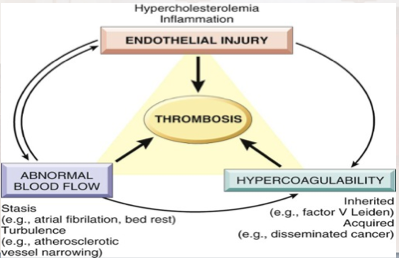 Hypercholesterolemia
Inflammation
ENDOTHELIAL INJURY
THROMBOSIS
ABNORMAL
BLOOD FLOW
Stasis
(e.g., atrial fibrilation, bed rest)
Turbulence
(e.g., atherosclerotic
vessel narrowing)
HYPERCOAGULABILITY
Inherited
(e.g., factor V Leiden)
Acquired
(e.g., disseminated cancer)